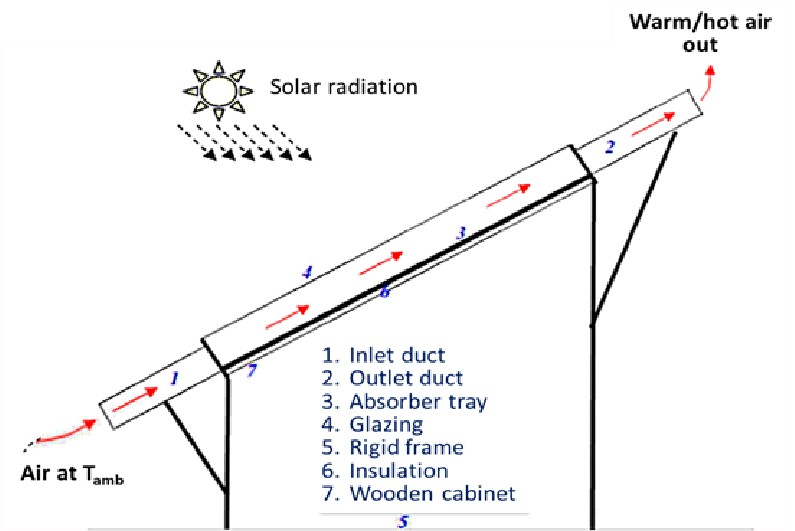 Warm/hot air
out
Solar radiation
2
3
4
6
1
7
1. Inlet duct
2. Outlet duct
3. Absorber tray
4. Glazing
5. Rigid frame
6. Insulation
7. Wooden cabinet
Air at Tamb
5